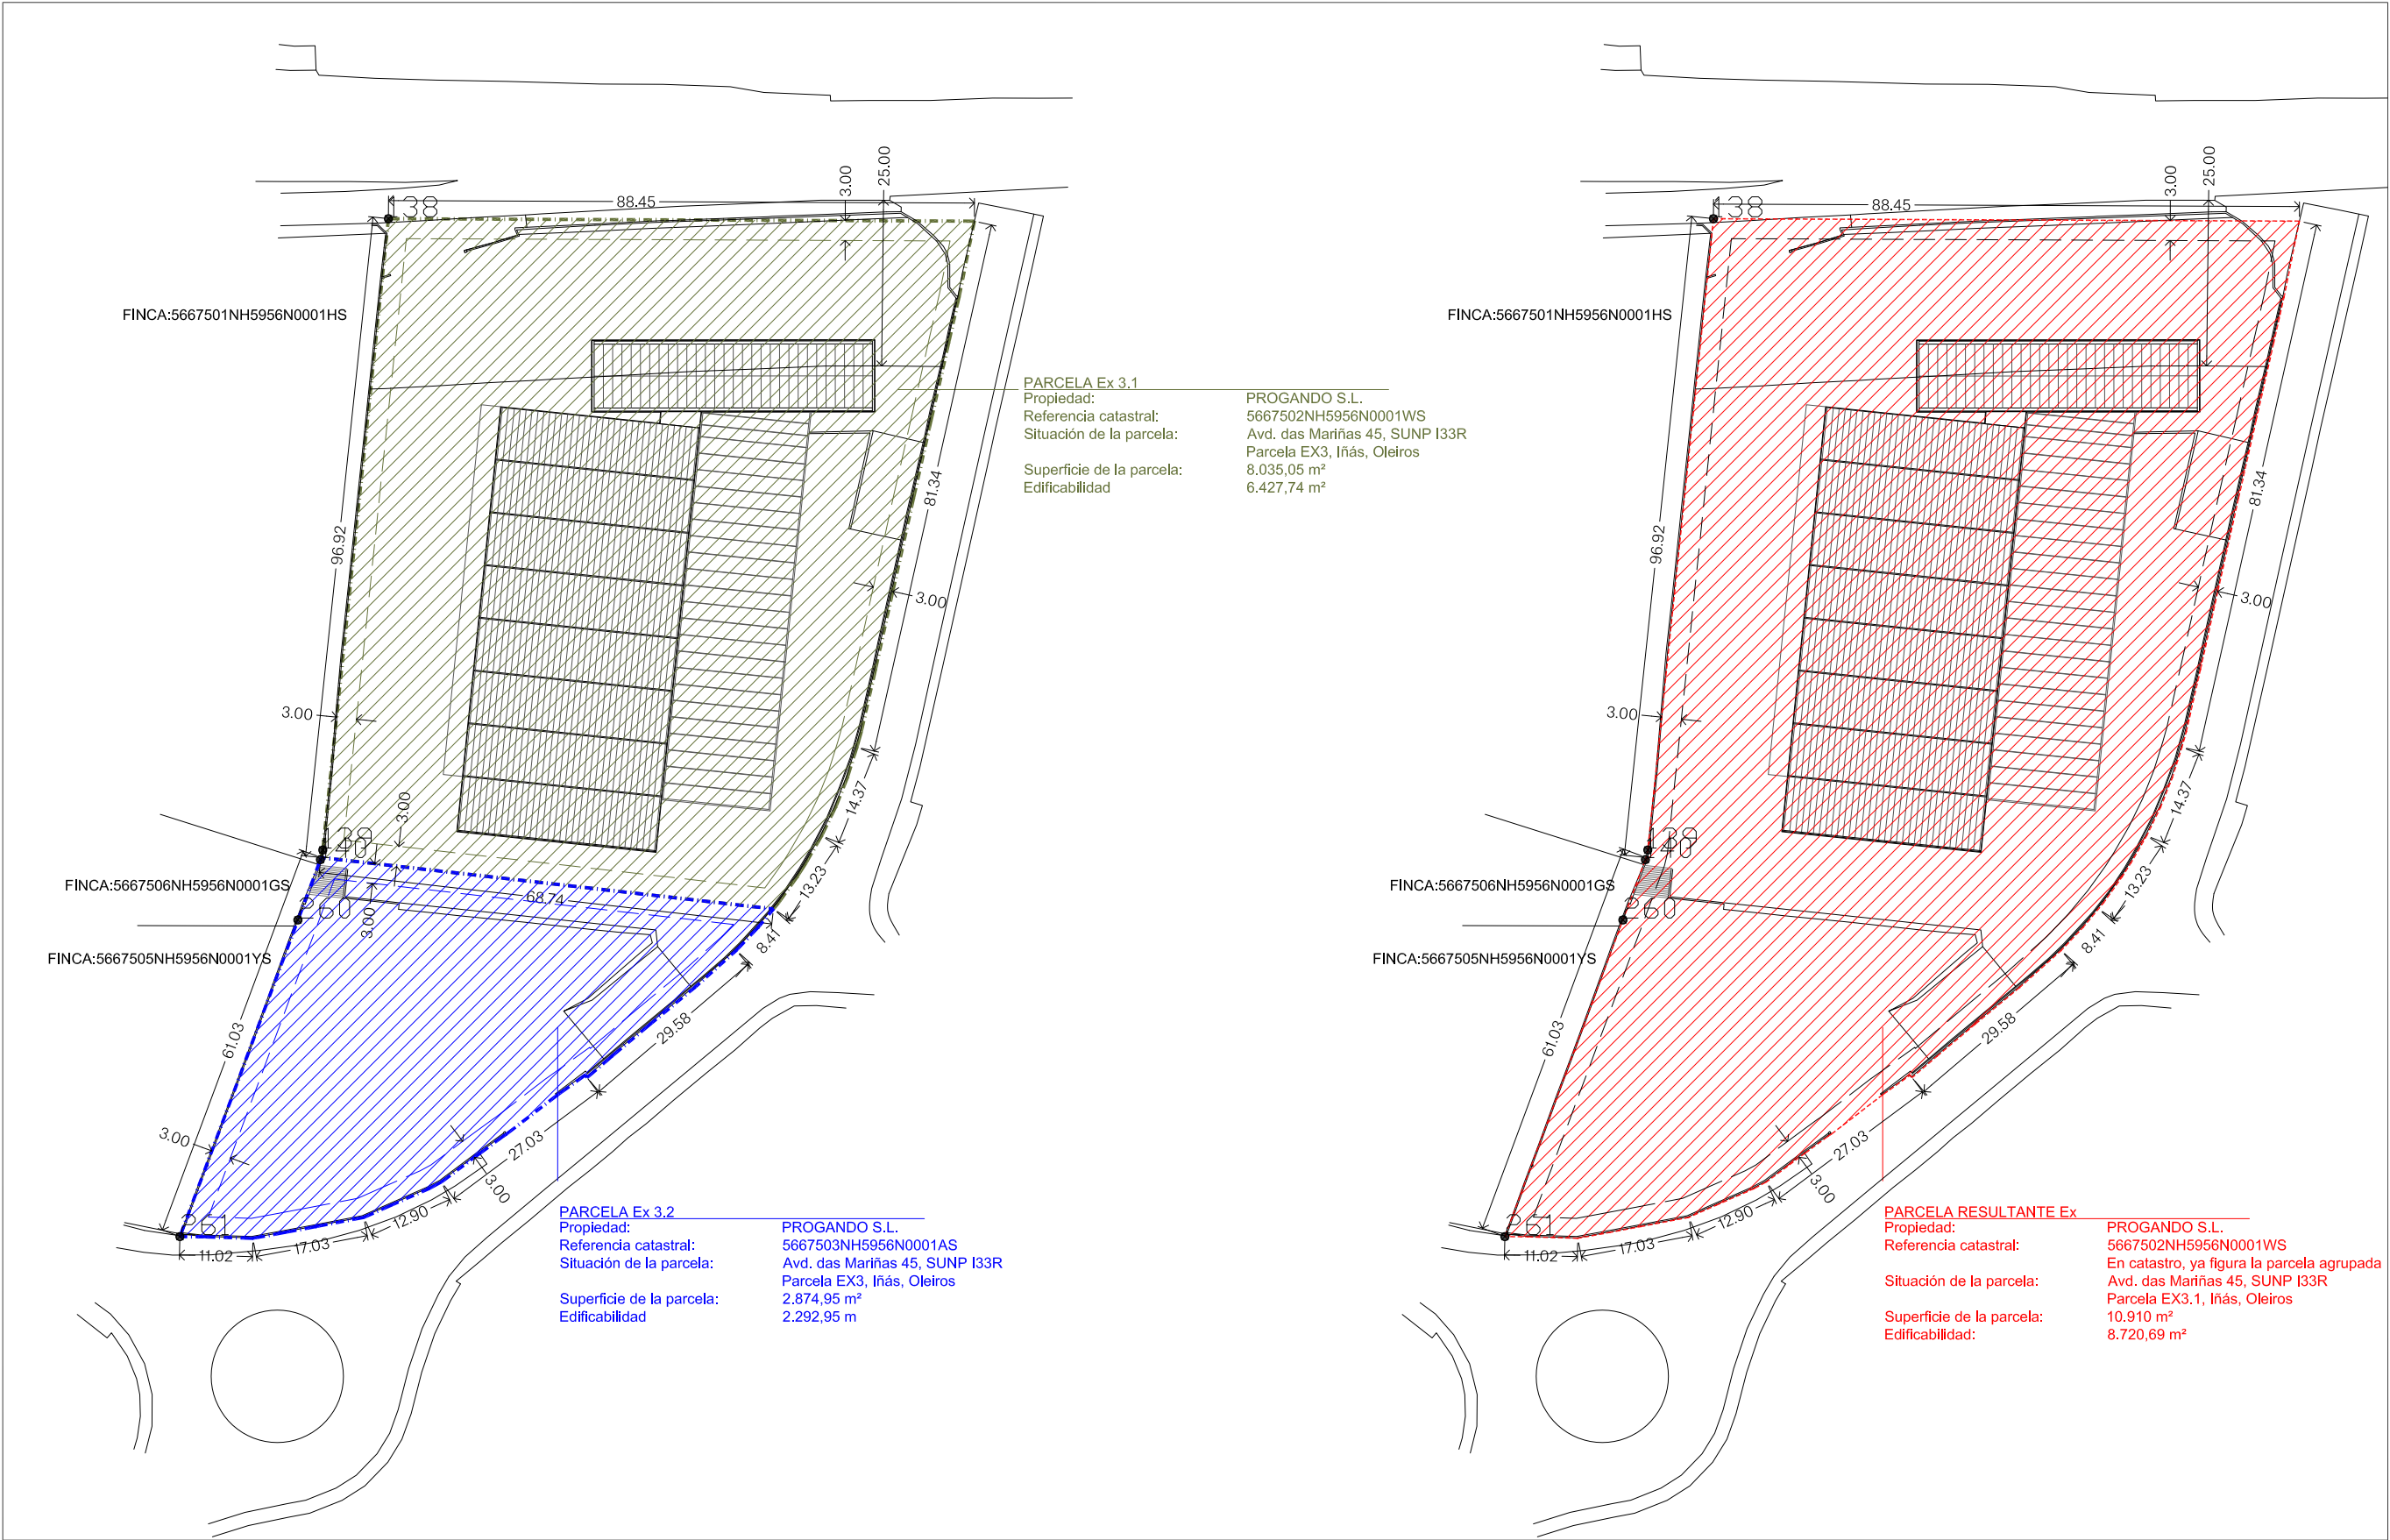 38
88.45
3.00
25.00
FINCA:5667501NH5956N0001HS
PARCELA Ex 3.1
Propiedad: PROGANDO S.L.
Referencia catastral: 5667502NH5956N0001WS
Situación de la parcela: Avd. das Mariñas 45, SUNP I33R
Parcela EX3, Iñás, Oleiros
Superficie de la parcela: 8.035,05 m²
Edificabilidad 6.427,74 m²
96.92
81.34
3.00
3.00
14.37
3.00
13.23
FINCA:5667506NH5956N0001GS
68.74
3.00
8.41
FINCA:5667505NH5956N0001YS
61.03
29.58
3.00
27.03
3.00
12.90
17.03
11.02
PARCELA Ex 3.2
Propiedad: PROGANDO S.L.
Referencia catastral: 5667503NH5956N0001AS
Situación de la parcela: Avd. das Mariñas 45, SUNP I33R
Parcela EX3, Iñás, Oleiros
Superficie de la parcela: 2.874,95 m²
Edificabilidad 2.292,95 m
38
88.45
3.00
25.00
FINCA:5667501NH5956N0001HS
96.92
81.34
3.00
3.00
14.37
13.23
FINCA:5667506NH5956N0001GS
8.41
FINCA:5667505NH5956N0001YS
61.03
29.58
27.03
3.00
12.90
17.03
11.02
PARCELA RESULTANTE Ex
Propiedad: PROGANDO S.L.
Referencia catastral: 5667502NH5956N0001WS
En catastro, ya figura la parcela agrupada
Situación de la parcela: Avd. das Mariñas 45, SUNP I33R
Parcela EX3.1, Iñás, Oleiros
Superficie de la parcela: 10.910 m²
Edificabilidad: 8.720,69 m²